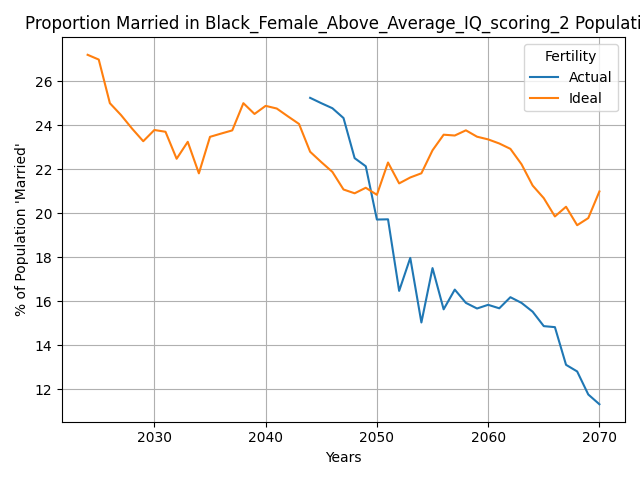 Proportion Married in Black_Female_Above_Average_IQ_scoring_2 Populati
Fertility
Actual
Ideal
% of Population 'Married'
26
24
22
20
18
16
14
12
2030 2040 2050 2060 2070
Years